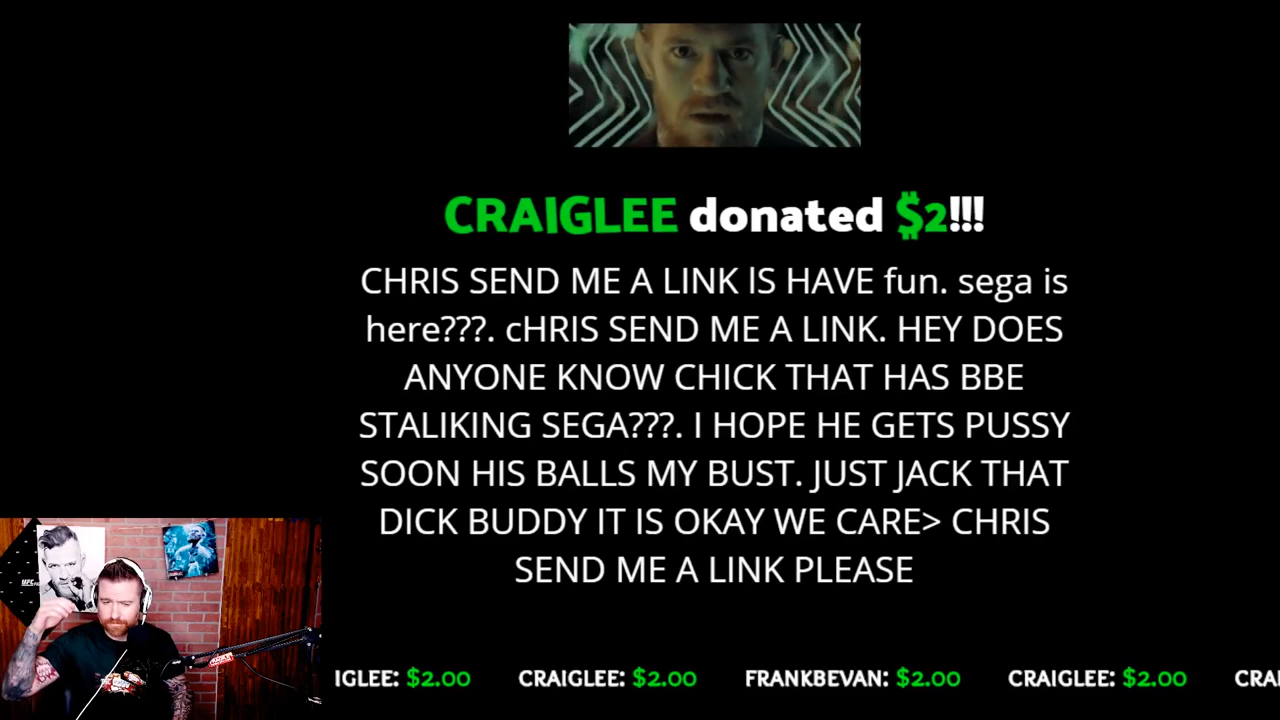 CRAIGLEE donated $2!!!
CHRIS SEND ME A LINK lS HAVE fun. sega is
here???. cHRIS SEND ME A LINK. HEY DOES
ANYONE KNOW CHICK THAT HAS BBE
STALIKING SEGA???. I HOPE HE GETS PUSSY
SOON HIS BALLS MY BUST. JUST JACK THAT
DICK BUDDY IT IS OKAY WE CARE> CHRIS
SEND ME A LINK PLEASE
UFC
IGLEE: $2.00 CRAIGLEE: $2.00 FRANKBEVAN: $2.00 CRAIGLEE: $2.00 CRAI